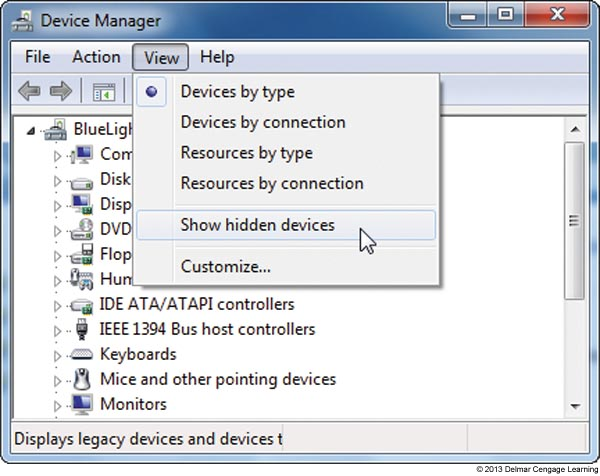 Device Manager
File Action View Help
Devices by type
Devices by connection
Resources by type
Resources by connection
Show hidden devices
Customize...
BlueLigh
Com
Disk
Disp
DVD
Flop
Hum
IDE ATA/ATAPI controllers
IEEE 1394 Bus host controllers
Keyboards
Mice and other pointing devices
Monitors
Displays legacy devices and devices t
© 2013 Delmar Cengage Learning